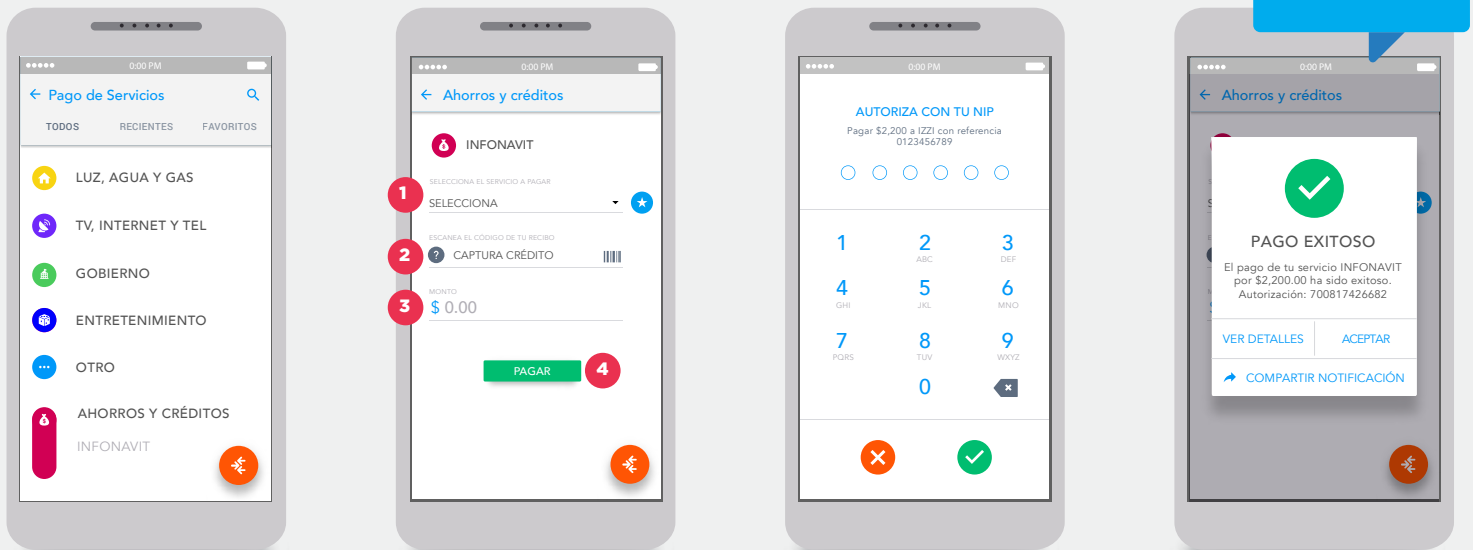 0:00 PM
Pago de Servicios
TODOS RECIENTES FAVORITOS
LUZ, AGUA Y GAS
TV, INTERNET Y TEL
GOBIERNO
ENTRETENIMIENTO
OTRO
AHORROS Y CRÉDITOS
INFONAVIT
0:00 PM
Ahorros y créditos
INFONAVIT
SELECCIONA EL SERVICIO A PAGAR
1
SELECCIONA
ESCANEA EL CÓDIGO DE TU RECIBO
2
? CAPTURA CRÉDITO
MONTO
3
$ 0.00
PAGAR
4
0:00 PM
AUTORIZA CON TU NIP
Pagar $2,200 a IZZI con referencia
0123456789
1 2 3
ABC DEF
4 5 6
GHI JKL MNO
7 8 9
PQRS TUV WXYZ
0
0:00 PM
Ahorros y créditos
PAGO EXITOSO
El pago de tu servicio INFONAVIT
por $2,200.00 ha sido exitoso.
Autorización: 700817426682
VER DETALLES ACEPTAR
COMPARTIR NOTIFICACIÓN